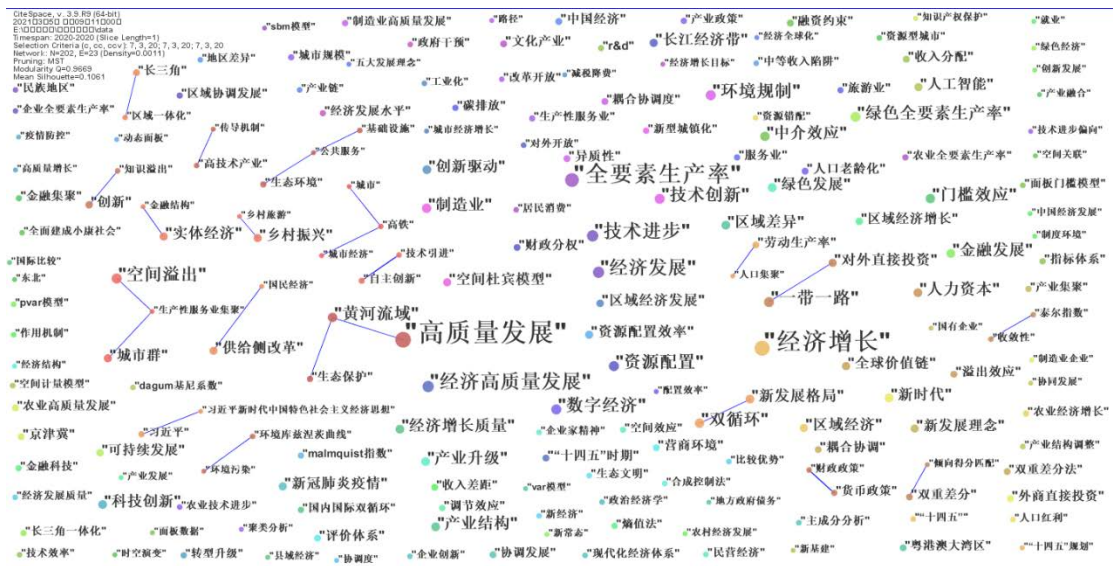 CiteSpace, v. 3.9.R9 (64-bit)
Timespan: 2020-2020 (Slice Length=1)
Selection Criteria (c, cc, ccv): 7, 3, 20; 7, 3, 20; 7, 3, 20
Network: N=202, E=23 (Density=0.0011)
Pruning: MST
Modularity Q=0.9669
Mean Silhouette=0.1061
"sbm模型"
"制造业高质量发展"
"路径"
"中国经济"
"产业政策"
"融资约束"
"知识产权保护"
"就业"
"地区差异"
"城市规模"
"政府干预"
"文化产业"
"r&d"
"长江经济带"
"经济全球化"
"资源型城市"
"绿色经济"
"长三角"
"五大发展理念"
"经济增长目标"
"中等收入陷阱"
"收入分配"
"民族地区"
"区域协调发展"
"产业链"
"工业化"
"改革开放"
"减税降费"
"环境规制"
"旅游业"
"人工智能"
"创新发展"
"企业全要素生产率"
"区域一体化"
"经济发展水平"
"碳排放"
"耦合协调度"
"资源错配"
"绿色全要素生产率"
"产业融合"
"疫情防控"
"动态面板"
"传导机制"
"基础设施"
"城市经济增长"
"生产性服务业"
"新型城镇化"
"中介效应"
"技术进步偏向"
"高质量增长"
"知识溢出"
"高技术产业"
"公共服务"
"对外开放"
"异质性"
"服务业"
"人口老龄化"
"农业全要素生产率"
"空间关联"
"金融集聚"
"创新"
"生态环境"
"创新驱动"
"全要素生产率"
"技术创新"
"绿色发展"
"门槛效应"
"面板门槛模型"
"全面建成小康社会"
"金融结构"
"乡村旅游"
"城市"
"制造业"
"居民消费"
"区域差异"
"区域经济增长"
"中国经济发展"
"实体经济"
"乡村振兴"
"高铁"
"财政分权"
"技术进步"
"劳动生产率"
"金融发展"
"制度环境"
"国际比较"
"城市经济"
"技术引进"
"对外直接投资"
"指标体系"
"东北"
"空间溢出"
"国民经济"
"自主创新"
"空间杜宾模型"
"经济发展"
"人口集聚"
"人力资本"
"产业集聚"
"pvar模型"
"生产性服务业集聚"
"黄河流域"
"区域经济发展"
"一带一路"
"泰尔指数"
"作用机制"
"城市群"
"供给侧改革"
"高质量发展"
"资源配置效率"
"经济增长"
"国有企业"
"收敛性"
"经济结构"
"生态保护"
"资源配置"
"全球价值链"
"制造业企业"
"空间计量模型"
"dagum基尼系数"
"经济高质量发展"
"配置效率"
"新发展格局"
"溢出效应"
"协同发展"
"农业高质量发展"
"习近平新时代中国特色社会主义经济思想"
"数字经济"
"双循环"
"新时代"
"农业经济增长"
"京津冀"
"习近平"
"环境库兹涅茨曲线"
"经济增长质量"
"企业家精神"
"空间效应"
"区域经济"
"新发展理念"
"产业结构调整"
"可持续发展"
"malmquist指数"
"产业升级"
"“十四五”时期"
"营商环境"
"耦合协调"
"金融科技"
"环境污染"
"比较优势"
"财政政策"
"倾向得分匹配"
"双重差分法"
"产业发展"
"新冠肺炎疫情"
"收入差距"
"var模型"
"生态文明"
"合成控制法"
"货币政策"
"双重差分"
"外商直接投资"
"经济发展质量"
"科技创新"
"农业技术进步"
"国内国际双循环"
"调节效应"
"新经济"
"政治经济学"
"地方政府债务"
"“十四五”"
"人口红利"
"长三角一体化"
"面板数据"
"来美分析"
"评价体系"
"产业结构"
"新常态"
"熵值法"
"农村经济发展"
"主成分分析"
"技术效率"
"时空演变"
"转型升级"
"县域经济"
"协调度"
"企业创新"
"协调发展"
"现代化经济体系"
"民营经济"
"新基建"
"粤港澳大湾区"
"“十四五”规划"